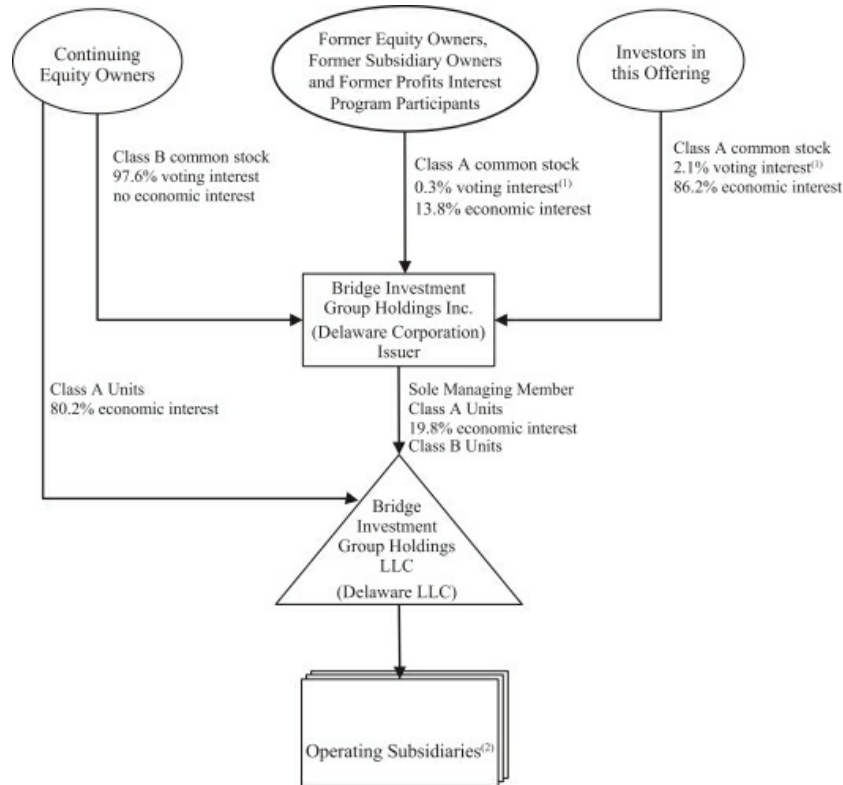 Continuing
Equity Owners
Former Equity Owners,
Former Subsidiary Owners
and Former Profits Interest
Program Participants
Investors in
this Offering
Class B common stock
97.6% voting interest
no economic interest
Class A common stock
0.3% voting interest(1)
13.8% economic interest
Class A common stock
2.1% voting interest(1)
86.2% economic interest
Bridge Investment
Group Holdings Inc.
(Delaware Corporation)
Issuer
Class A Units
80.2% economic interest
Sole Managing Member
Class A Units
19.8% economic interest
Class B Units
Bridge
Investment
Group Holdings
LLC
(Delaware LLC)
Operating Subsidiaries(2)